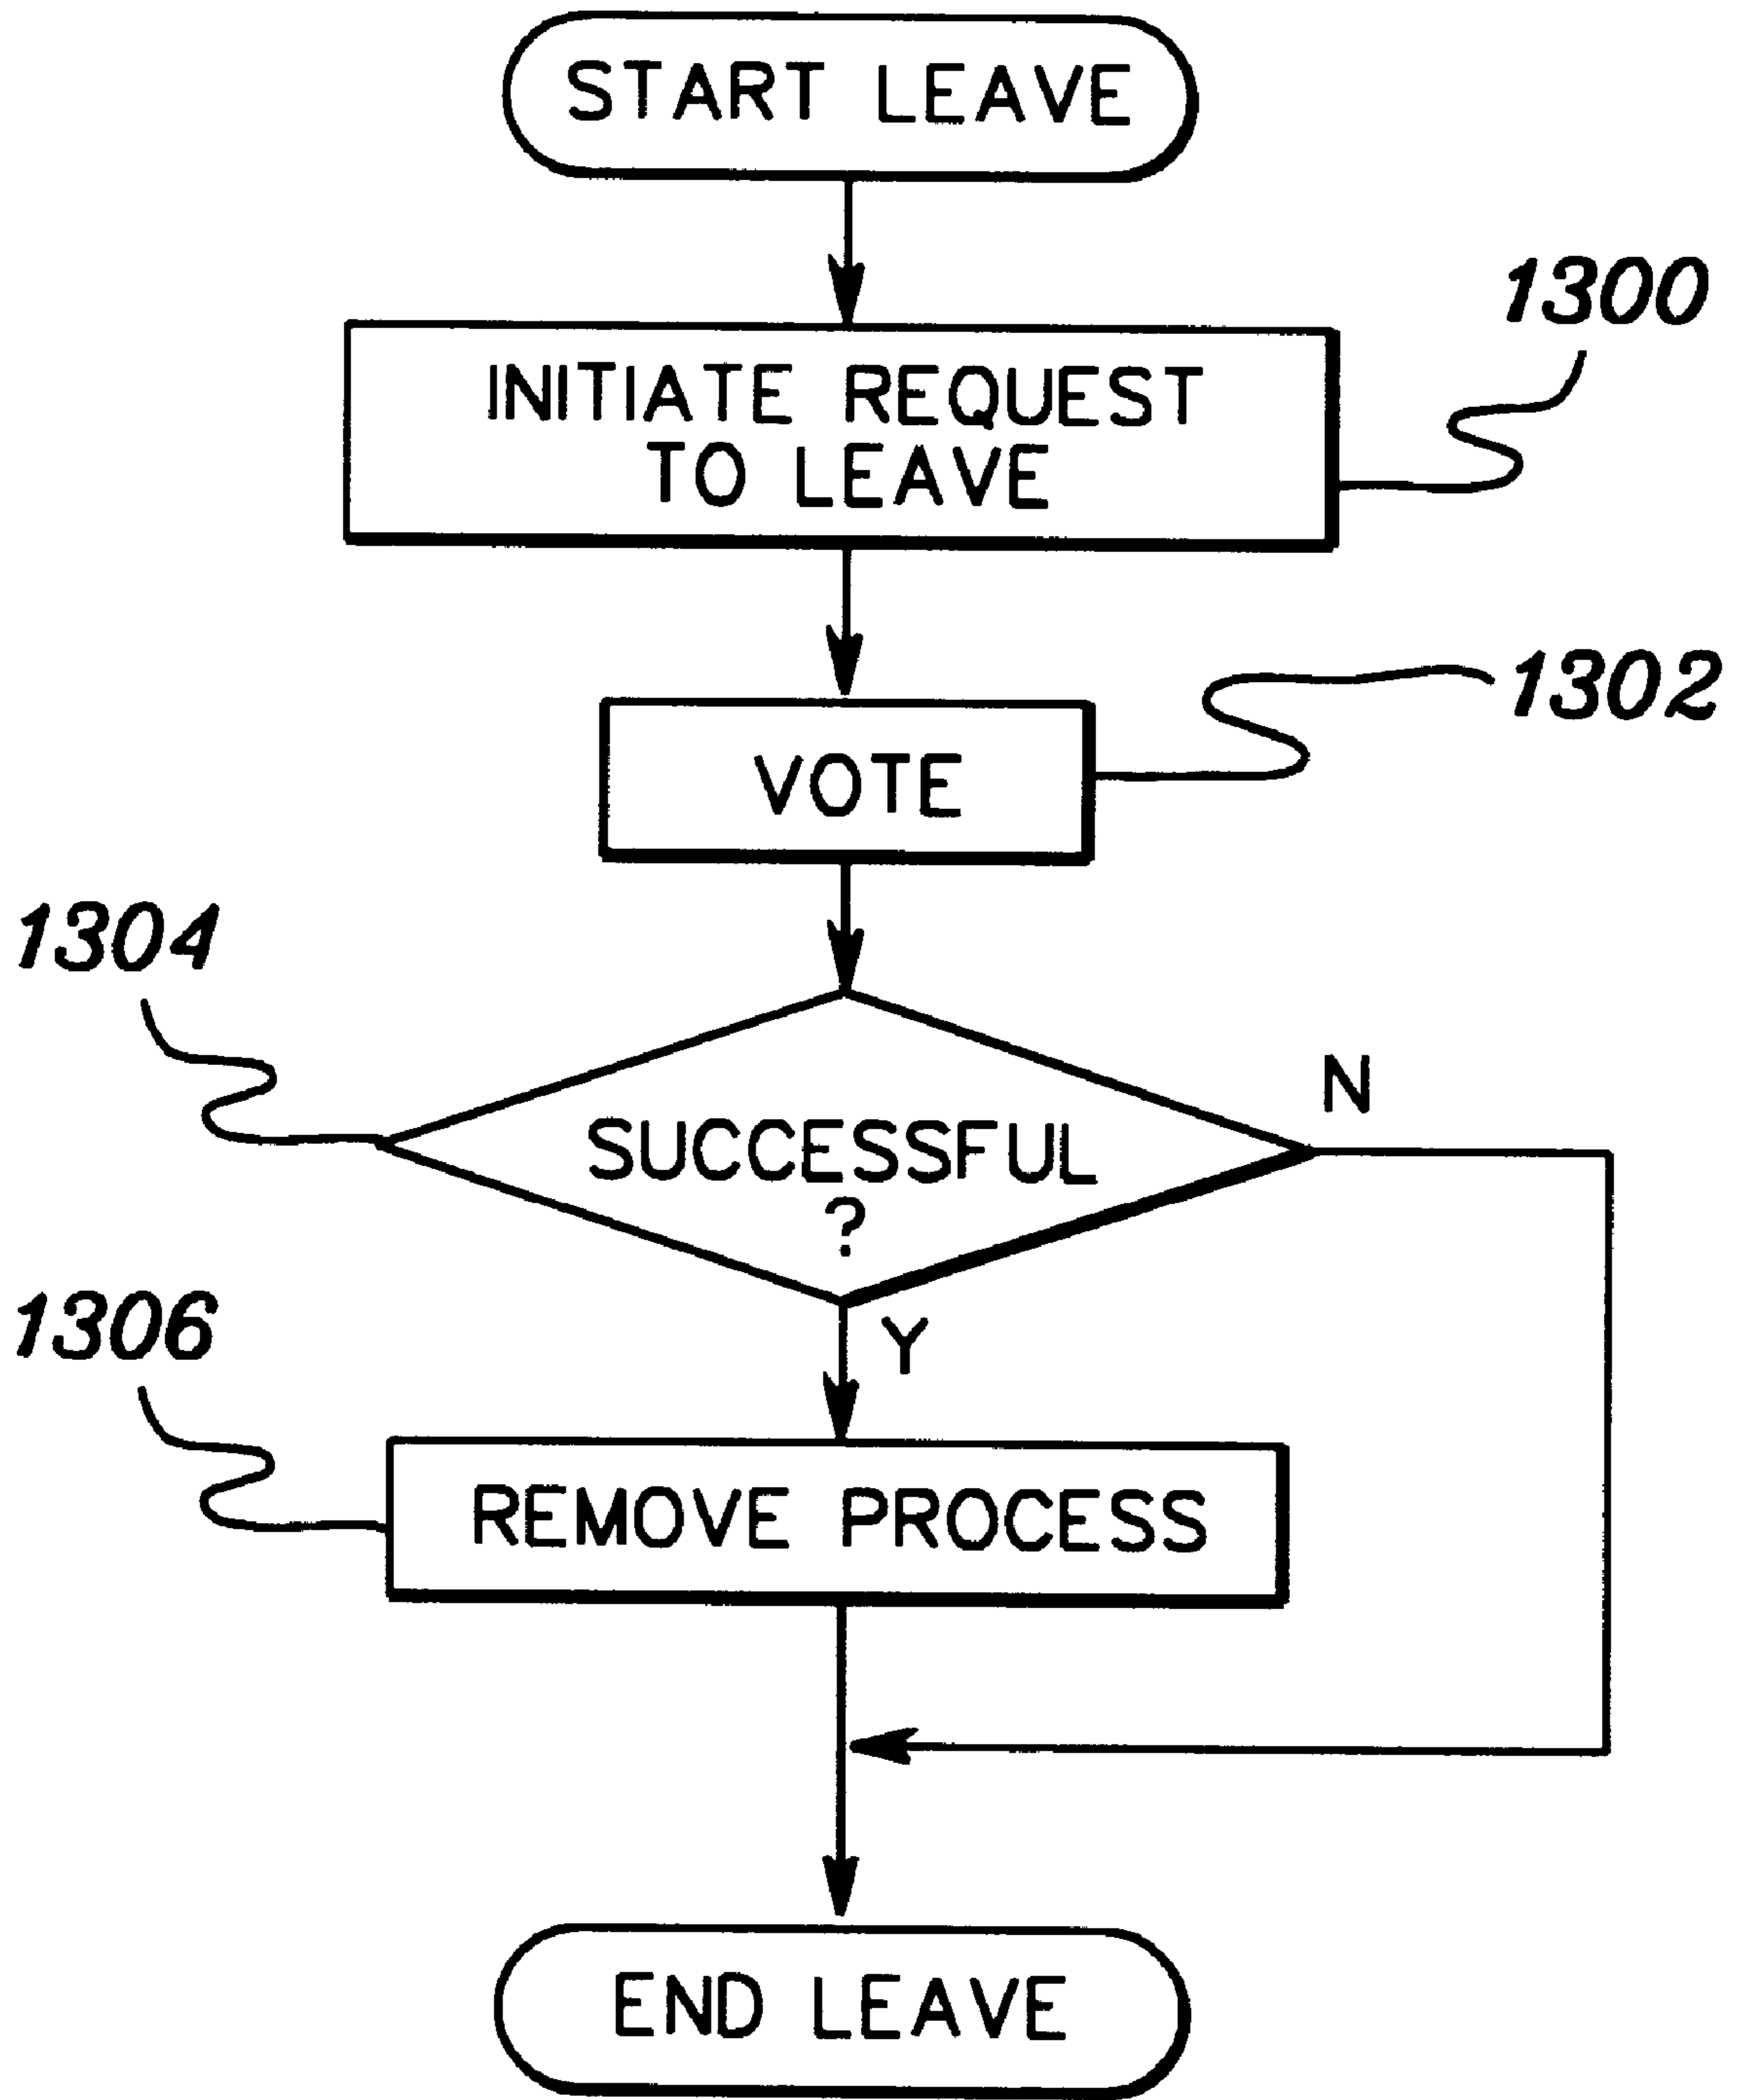 START LEAVE
1300
INITIATE REQUEST
TO LEAVE
1302
VOTE
1304
N
SUCCESSFUL
?
1306
Y
REMOVE PROCESS
END LEAVE